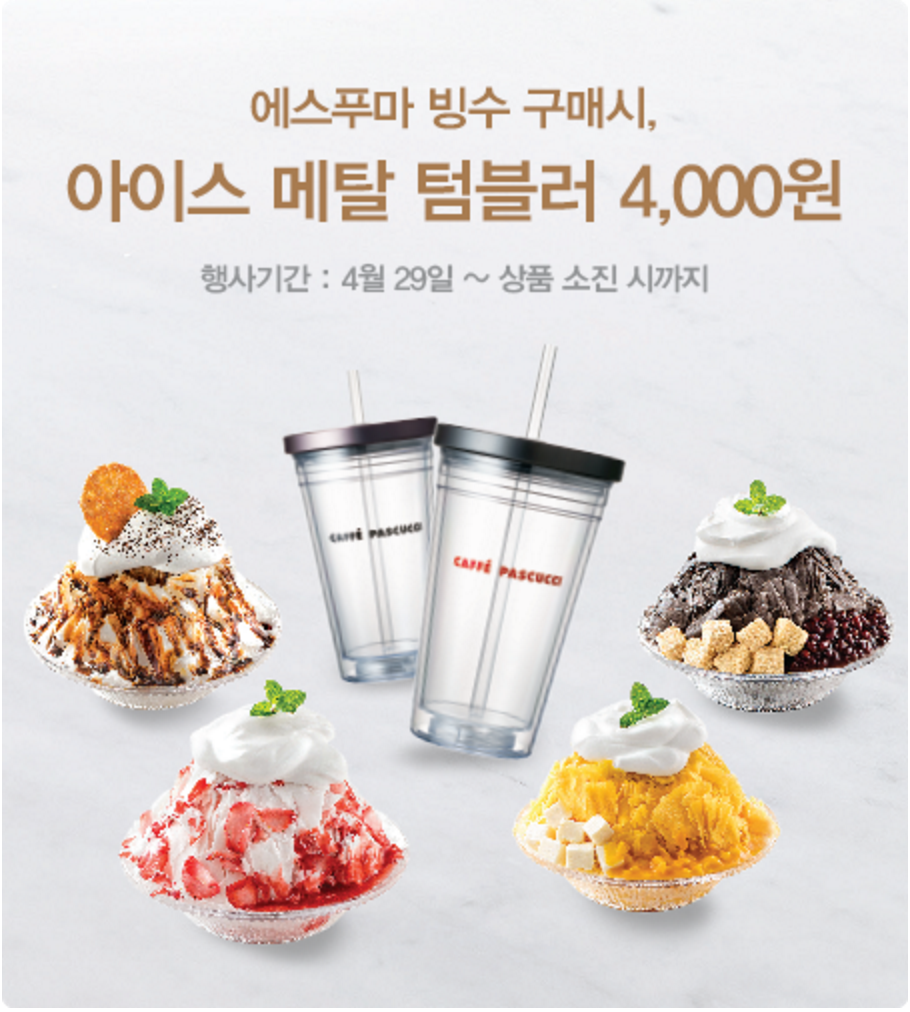 에스푸마 빙수 구매시,
아이스 메탈 텀블러 4,000원
행사기간 : 4월 29일 ~ 상품 소진 시까지
CAFFÉ PASCUCCI
CAFFÉ PASCUCCI